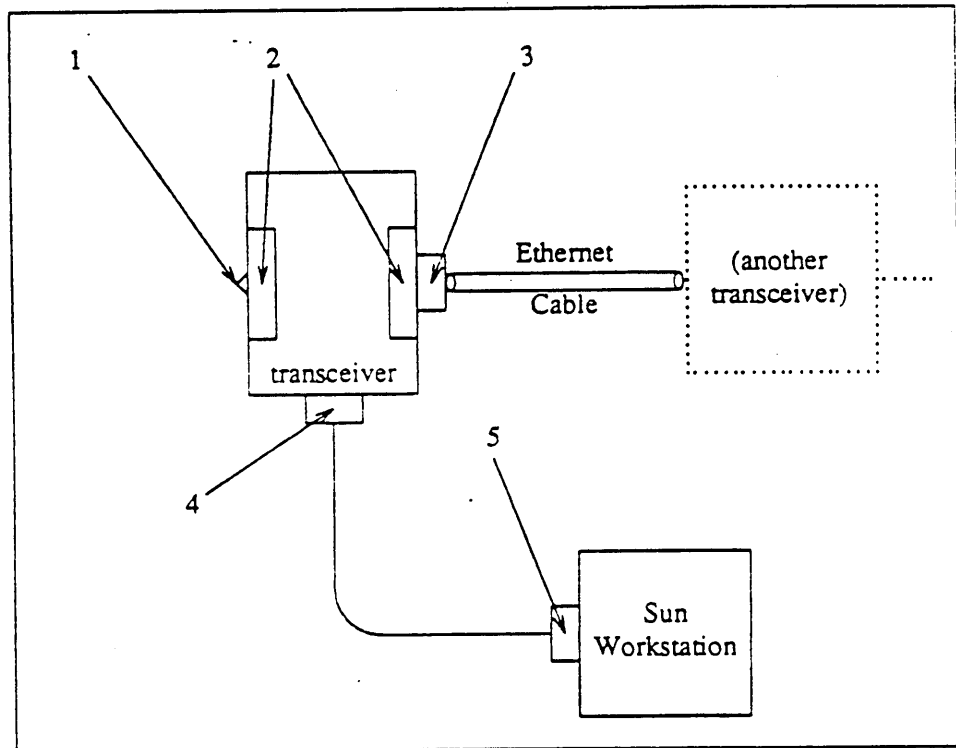 1
2
3
Ethernet
Cable
(another
transceiver)
transceiver
4
5
Sun
Workstation